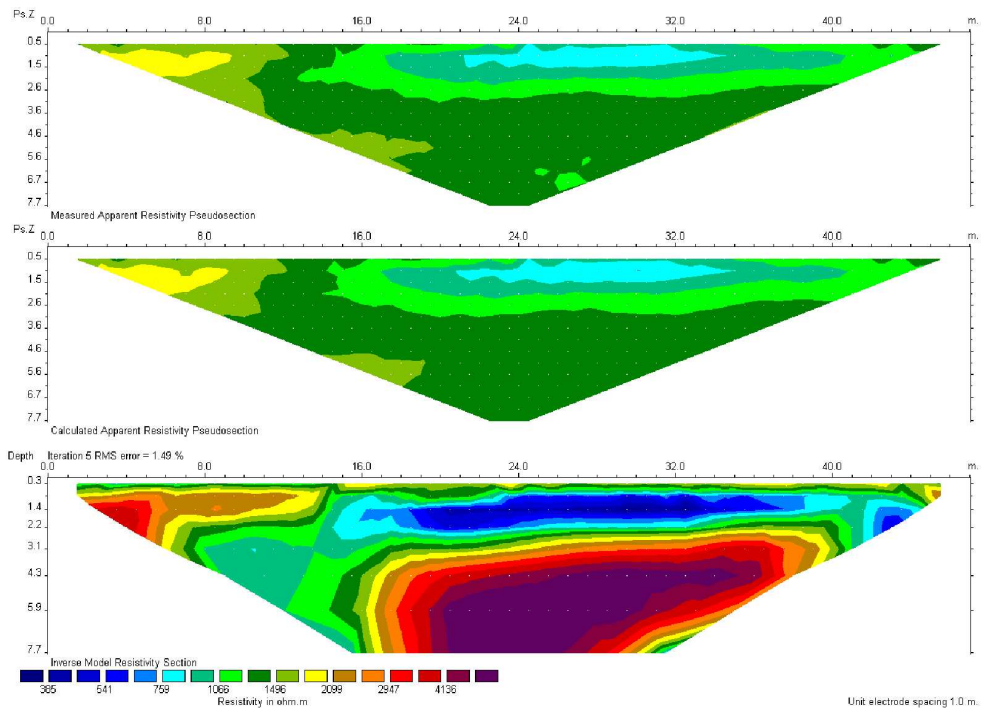 Ps.Z 0.0 8.0 16.0 24.0 32.0 40.0 m.
0.5
1.5
2.6
3.6
4.6
5.6
6.7
7.7
Measured Apparent Resistivity Pseudosection
Ps.Z 0.0 8.0 16.0 24.0 32.0 40.0 m.
0.5
1.5
2.6
3.6
4.6
5.6
6.7
7.7
Calculated Apparent Resistivity Pseudosection
Depth Iteration 5 RMS error = 1.49 %
0.0 8.0 16.0 24.0 32.0 40.0 m.
0.3
1.4
2.2
3.1
4.3
5.9
7.7
Inverse Model Resistivity Section
385 541 759 1066 1496 2099 2947 4136
Resistivity in ohm.m Unit electrode spacing 1.0 m.